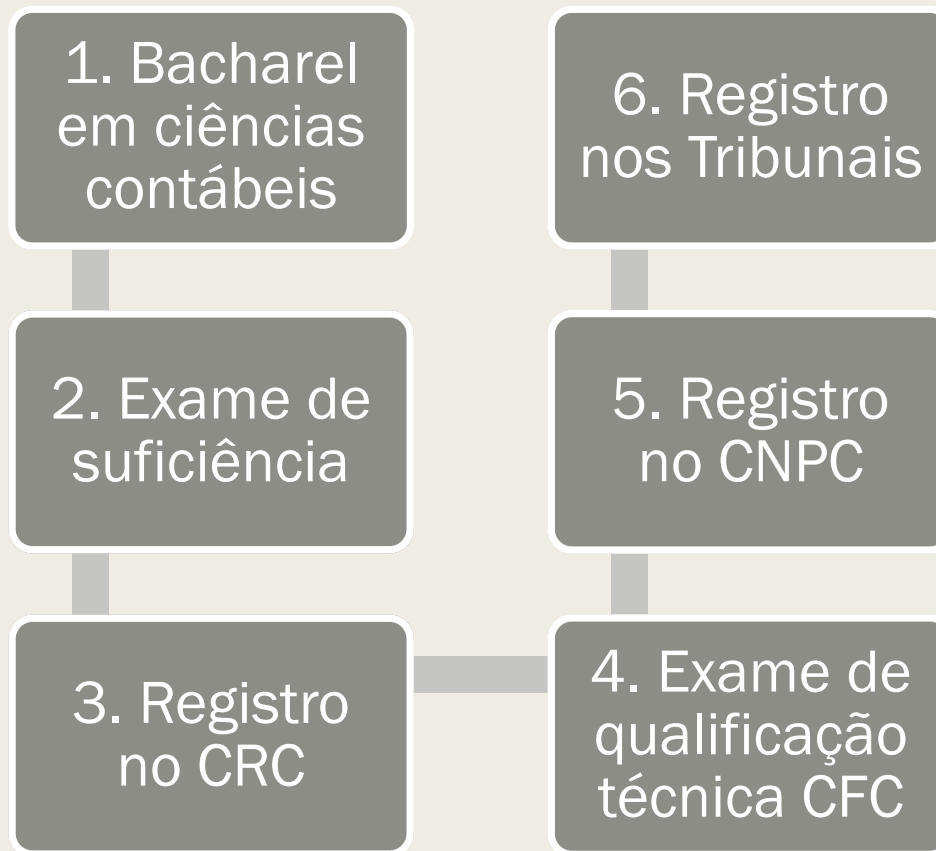 1. Bacharel
em ciências
contábeis
2. Exame de
suficiência
3. Registro
no CRC
4. Exame de
qualificação
técnica CFC
5. Registro
no CNPC
6. Registro
nos Tribunais